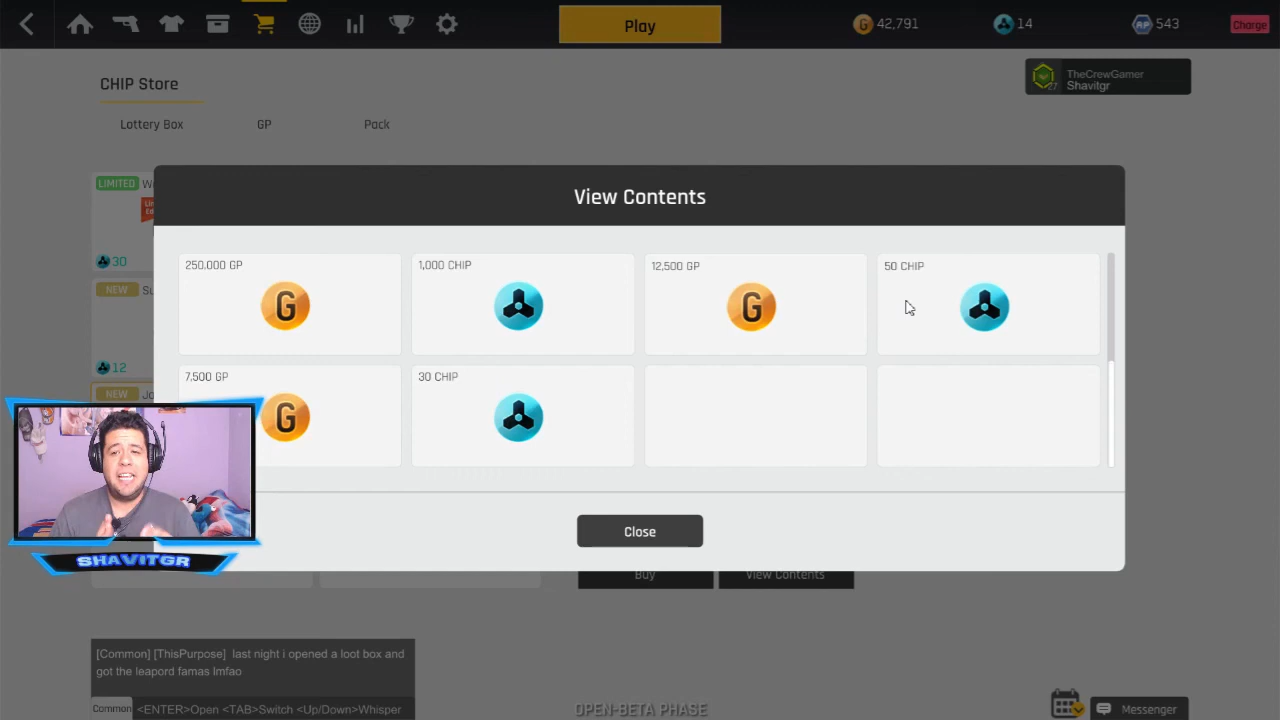 Play
42,791
14
RP
543
Charge
CHIP Store
27
TheCrewGamer
Shavitgr
Lottery Box
GP
Pack
LIMITED
View Contents
30
NEW
12
NEW
250,000 GP
1,000 CHIP
12,500 GP
50 CHIP
G
G
7,500 GP
30 CHIP
G
Close
SHAVITGR
Buy
View Contents
[Common] [ThisPurpose] last night i opened a loot box and
got the leapord famas lmfao
Common
<ENTER>Open <TAB>Switch <Up/Down>Whisper
OPEN-BETA PHASE
Messenger